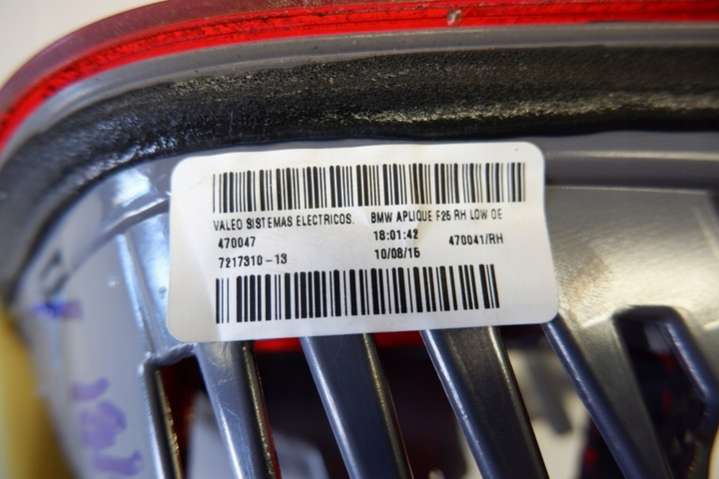 VALEO SISTEMAS ELECTRICOS. BMW APLIQUE F25 RH LOW OE
470047 18:01:42 470041/RH
7217310-13 10/08/15